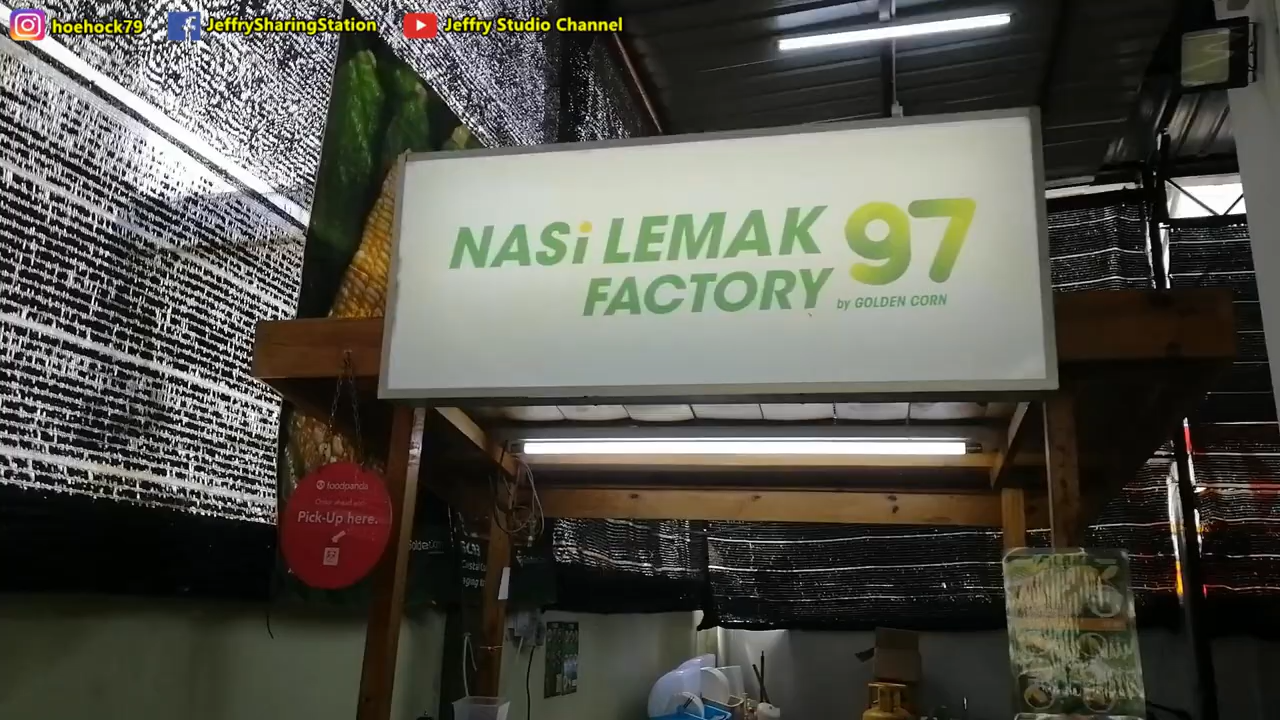 hoehock79 JeffrySharingStation Jeffry Studio Channel
NASi LEMAK 97
FACTORY by GOLDEN CORN
foodpanda
Pick-Up here.